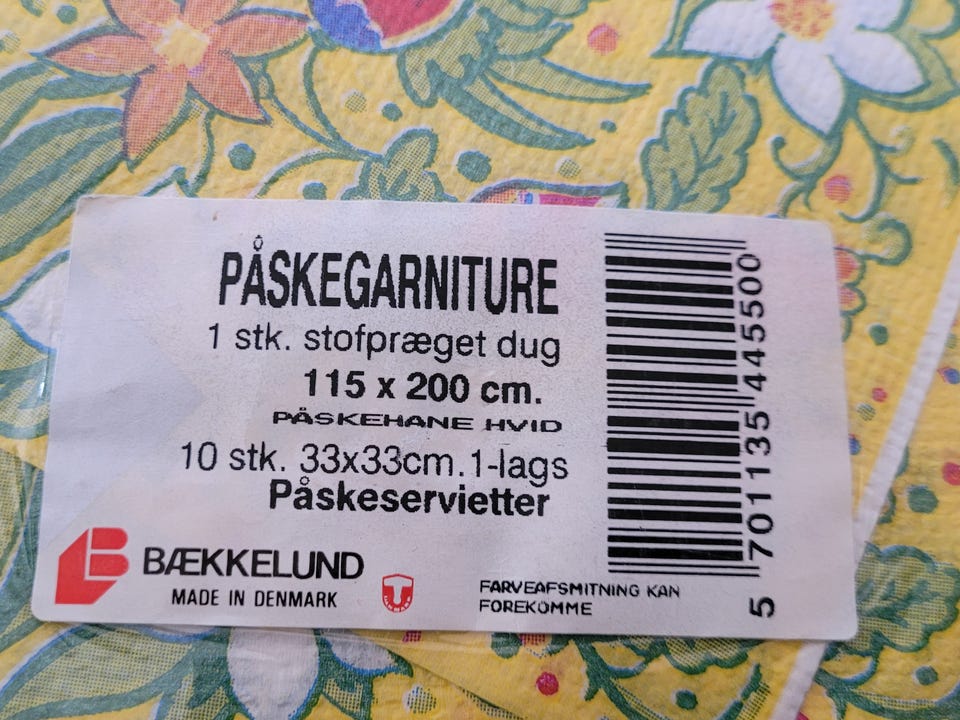 PÅSKEGARNITURE
1 stk. stofpræget dug
115 x 200 cm.
PÅSKEHANE HVID
10 stk. 33x33cm.1-lags
Påskeservietter
BÆKKELUND
MADE IN DENMARK
FARVEAFSMITNING KAN
FOREKOMME
5 701135 445500